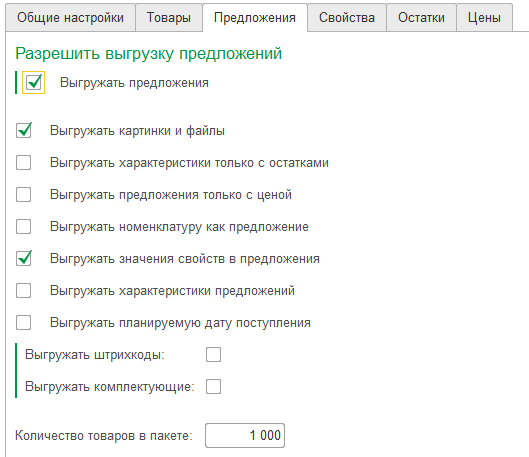 Общие настройки Товары Предложения Свойства Остатки Цены
Разрешить выгрузку предложений
Выгружать предложения
Выгружать картинки и файлы
Выгружать характеристики только с остатками
Выгружать предложения только с ценой
Выгружать номенклатуру как предложение
Выгружать значения свойств в предложения
Выгружать характеристики предложений
Выгружать планируемую дату поступления
Выгружать штрихкоды:
Выгружать комплектующие:
Количество товаров в пакете: 1 000